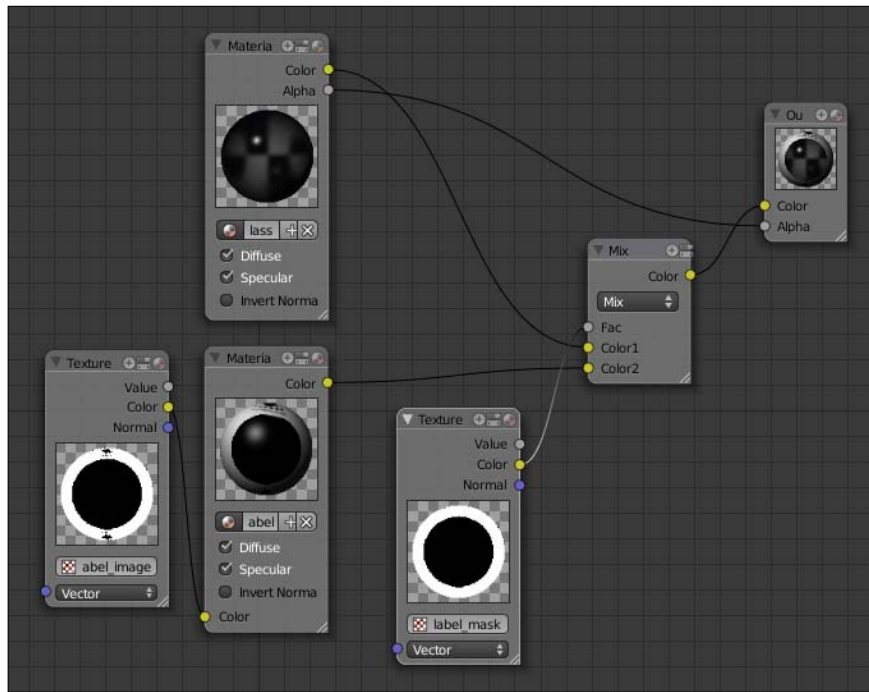 Materia
Color
Alpha
lass
Diffuse
Specular
Invert Norma
Ou
Color
Alpha
Mix
Color
Mix
Fac
Color1
Color2
Texture
Value
Color
Normal
abel_image
Vector
Materia
Color
abel
Diffuse
Specular
Invert Norma
Color
Texture
Value
Color
Normal
label_mask
Vector